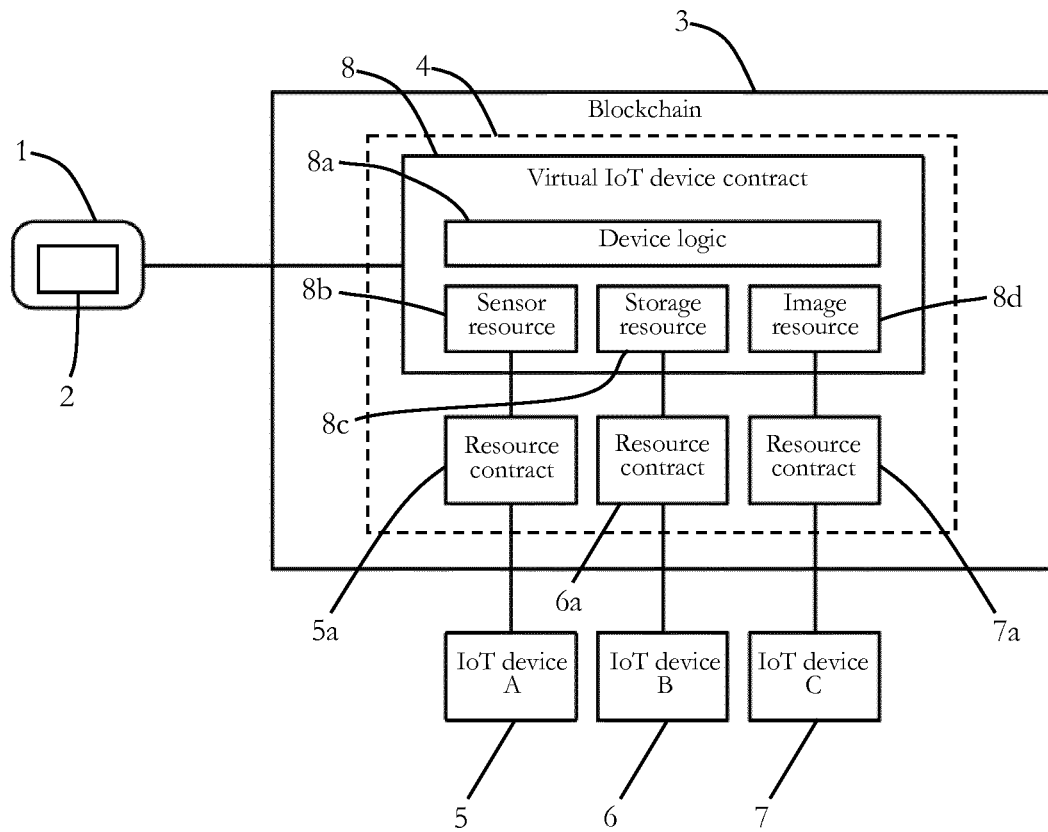 3
8
4
Blockchain
1
8a
Virtual IoT device contract
Device logic
8b
Sensor
resource
Storage
resource
Image
resource
8d
2
8c
Resource
contract
Resource
contract
Resource
contract
5a
6a
7a
IoT device
A
IoT device
B
IoT device
C
5
6
7